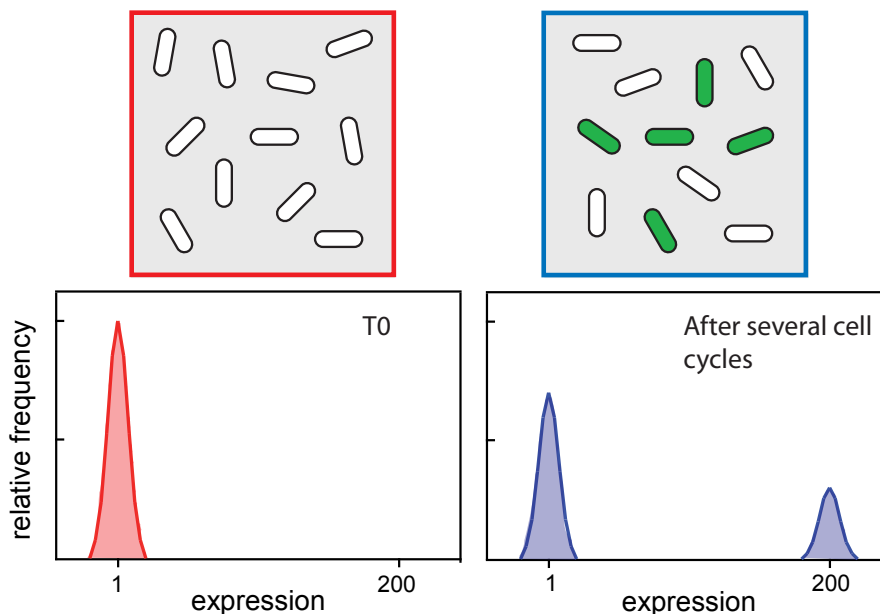 T0
After several cell
cycles
relative frequency
1
200
expression
1
200
expression